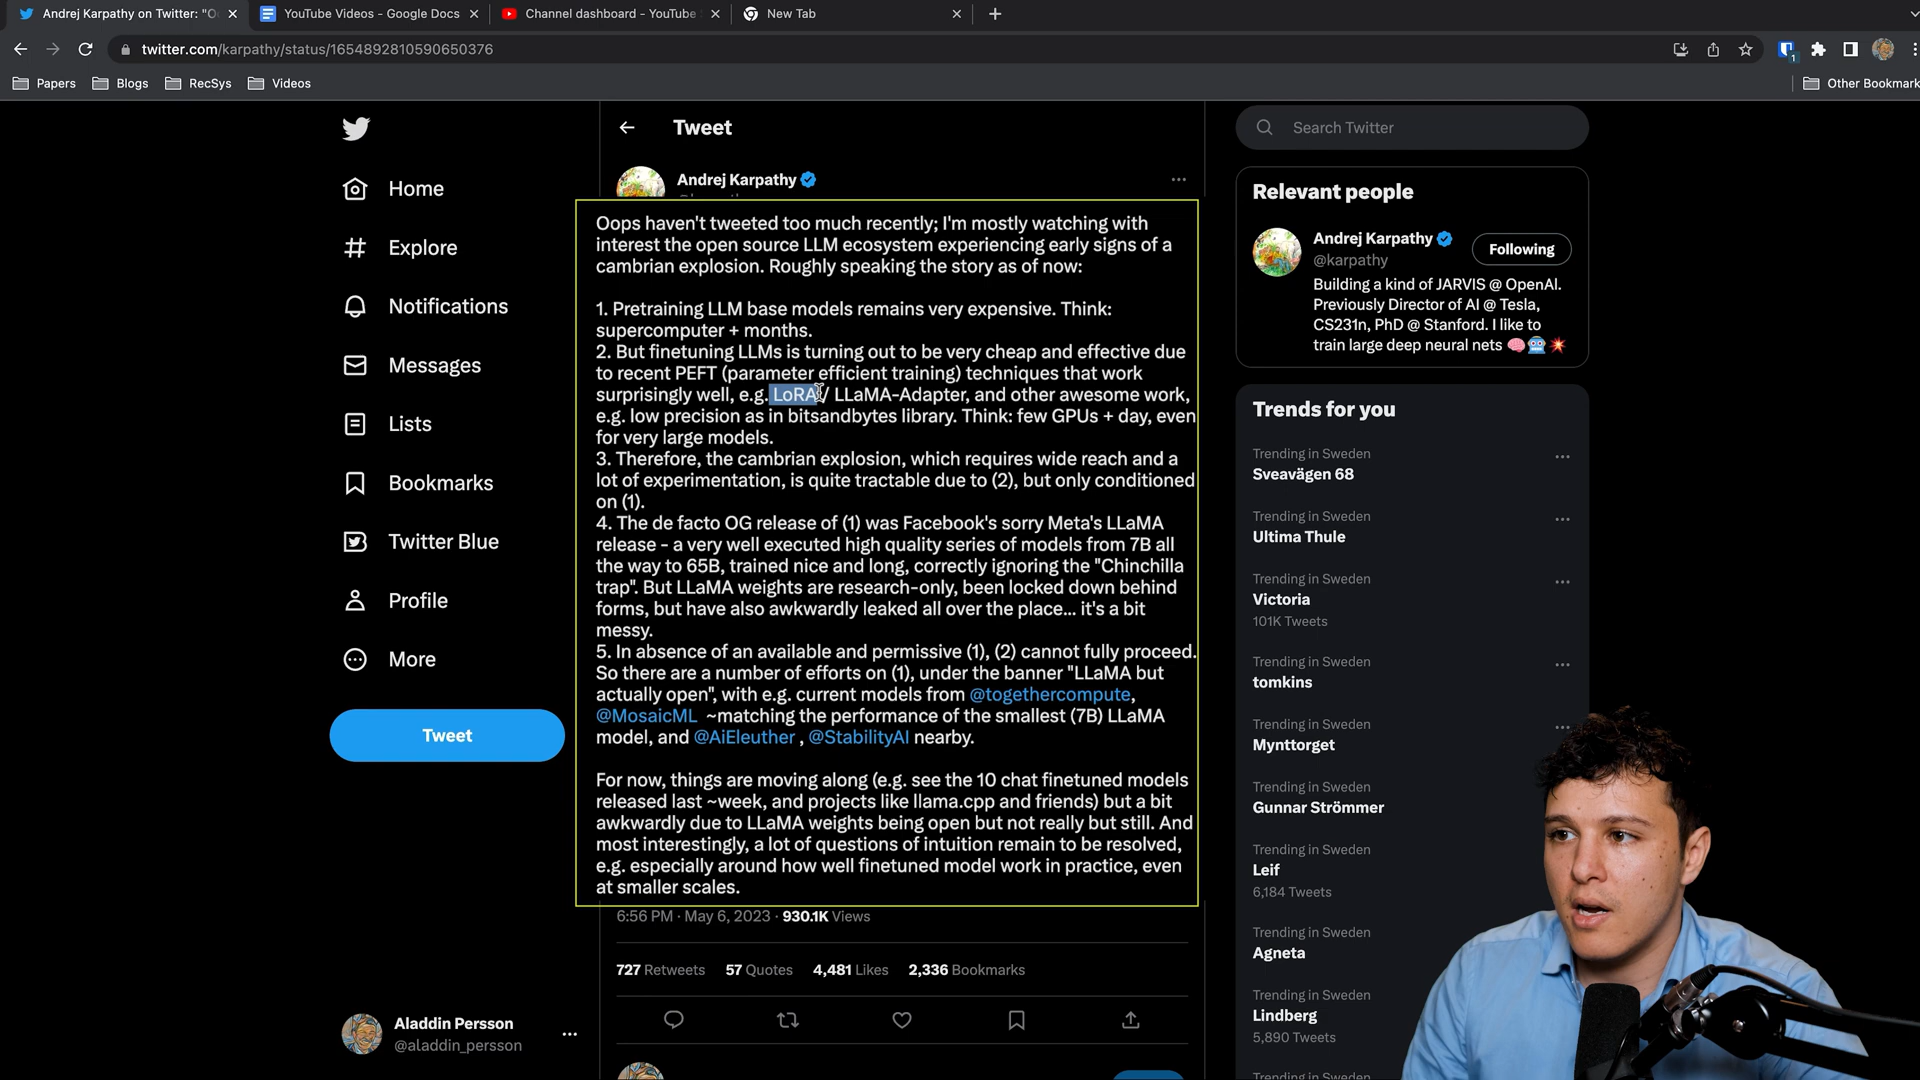 Andrej Karpathy on Twitter: "O
YouTube Videos - Google Docs
Channel dashboard - YouTube
New Tab
twitter.com/karpathy/status/1654892810590650376
1
Papers
Blogs
RecSys
Videos
Other Bookmark
Home
Explore
Notifications
Messages
Lists
Bookmarks
Twitter Blue
Profile
More
Tweet
Aladdin Persson
@aladdin_persson
Tweet
Andrej Karpathy
Oops haven't tweeted too much recently; I'm mostly watching with
interest the open source LLM ecosystem experiencing early signs of a
cambrian explosion. Roughly speaking the story as of now:
1. Pretraining LLM base models remains very expensive. Think:
supercomputer + months.
2. But finetuning LLMs is turning out to be very cheap and effective due
to recent PEFT (parameter efficient training) techniques that work
surprisingly well, e.g. LoRA / LLaMA-Adapter, and other awesome work,
e.g. low precision as in bitsandbytes library. Think: few GPUs + day, even
for very large models.
3. Therefore, the cambrian explosion, which requires wide reach and a
lot of experimentation, is quite tractable due to (2), but only conditioned
on (1).
4. The de facto OG release of (1) was Facebook's sorry Meta's LLaMA
release - a very well executed high quality series of models from 7B all
the way to 65B, trained nice and long, correctly ignoring the "Chinchilla
trap". But LLaMA weights are research-only, been locked down behind
forms, but have also awkwardly leaked all over the place... it's a bit
messy.
5. In absence of an available and permissive (1), (2) cannot fully proceed.
So there are a number of efforts on (1), under the banner "LLaMA but
actually open", with e.g. current models from @togethercompute,
@MosaicML ~matching the performance of the smallest (7B) LLaMA
model, and @AiEleuther , @StabilityAI nearby.
For now, things are moving along (e.g. see the 10 chat finetuned models
released last ~week, and projects like llama.cpp and friends) but a bit
awkwardly due to LLaMA weights being open but not really but still. And
most interestingly, a lot of questions of intuition remain to be resolved,
e.g. especially around how well finetuned model work in practice, even
at smaller scales.
6:56 PM · May 6, 2023 · 930.1K Views
727 Retweets 57 Quotes 4,481 Likes 2,336 Bookmarks
Search Twitter
Relevant people
Andrej Karpathy
@karpathy
Following
Building a kind of JARVIS @ OpenAI.
Previously Director of AI @ Tesla,
CS231n, PhD @ Stanford. I like to
train large deep neural nets 🧠🤖💥
Trends for you
Trending in Sweden
Sveavägen 68
Trending in Sweden
Ultima Thule
Trending in Sweden
Victoria
101K Tweets
Trending in Sweden
tomkins
Trending in Sweden
Mynttorget
Trending in Sweden
Gunnar Strömmer
Trending in Sweden
Leif
6,184 Tweets
Trending in Sweden
Agneta
Trending in Sweden
Lindberg
5,890 Tweets
Trending in Sweden